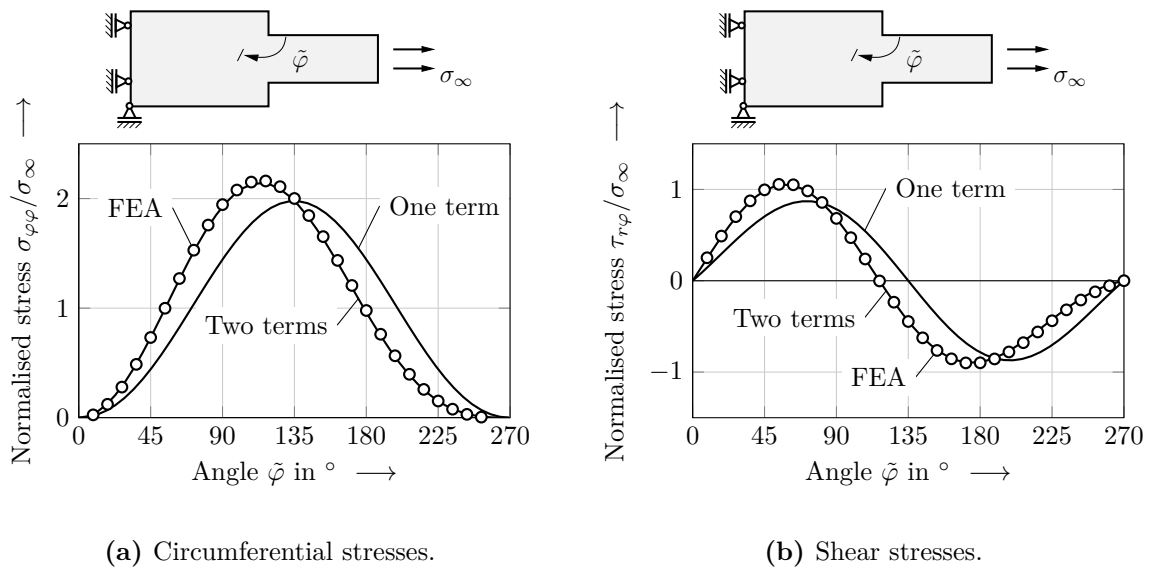 φ̃
σ∞
Normalised stress σφφ/σ∞ ⟶
2
1
0
FEA
One term
Two terms
0 45 90 135 180 225 270
Angle φ̃ in ° ⟶
(a) Circumferential stresses.
φ̃
σ∞
Normalised stress τrφ/σ∞ ⟶
1
0
−1
One term
Two terms
FEA
0 45 90 135 180 225 270
Angle φ̃ in ° ⟶
(b) Shear stresses.